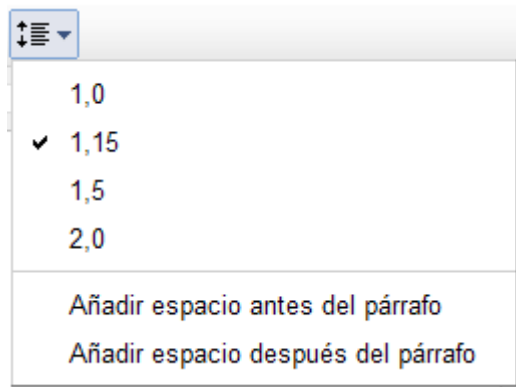 1,0
1,15
1,5
2,0
Añadir espacio antes del párrafo
Añadir espacio después del párrafo